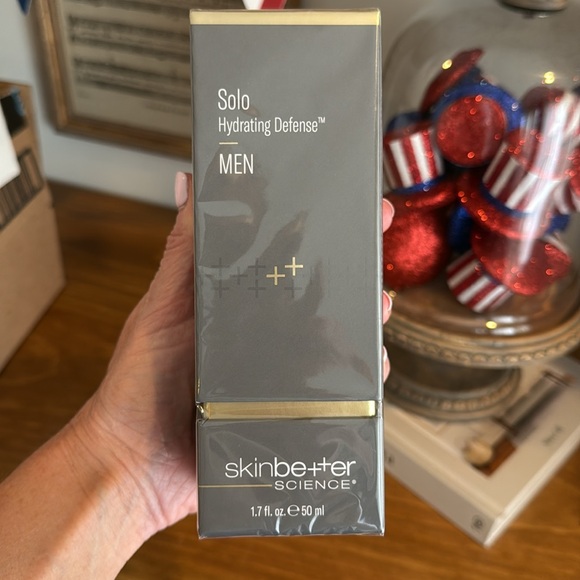 Solo
Hydrating Defense™
MEN
skinbetter
SCIENCE®
1.7 fl. oz. ℮ 50 ml